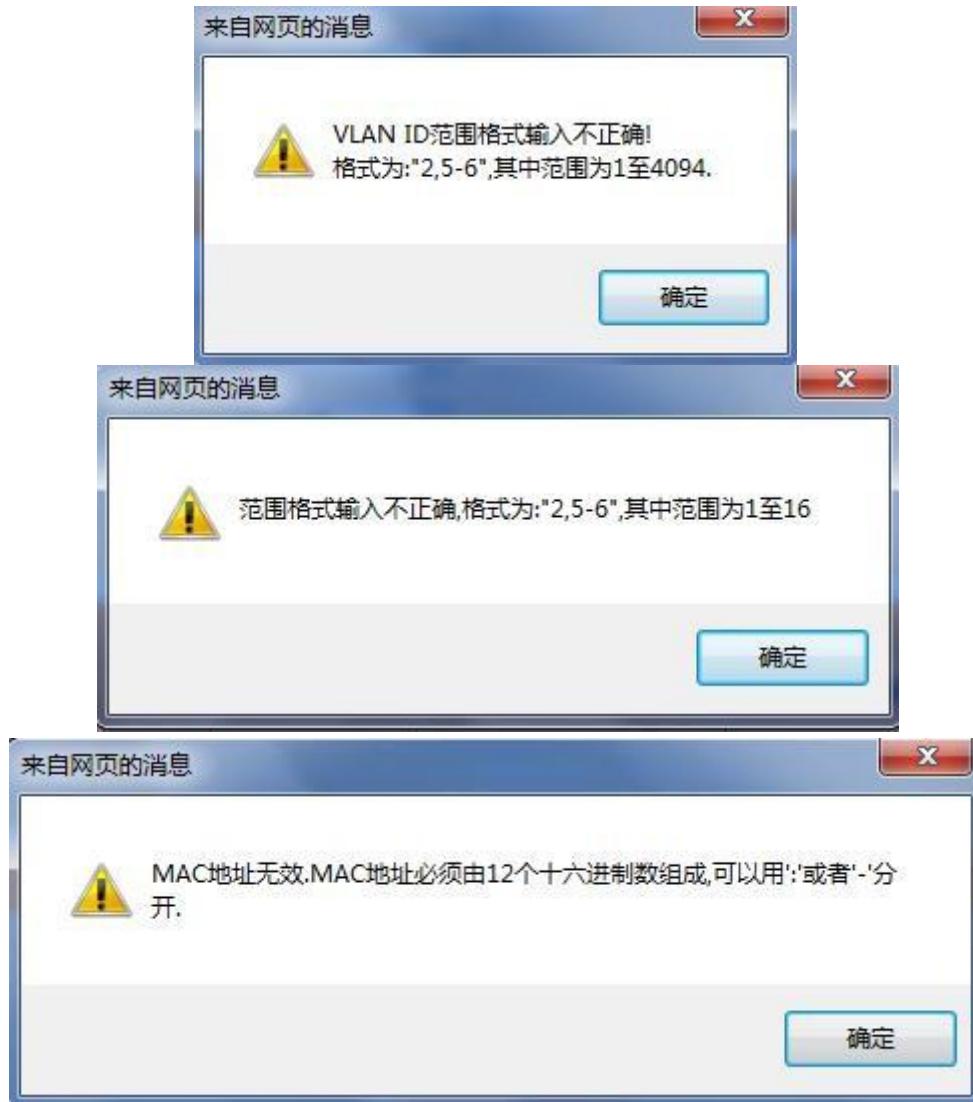 来自网页的消息
VLAN ID范围格式输入不正确!
格式为:"2,5-6",其中范围为1至4094.
确定
来自网页的消息
范围格式输入不正确,格式为:"2,5-6",其中范围为1至16
确定
来自网页的消息
MAC地址无效.MAC地址必须由12个十六进制数组成,可以用':'或者'-'分
开.
确定